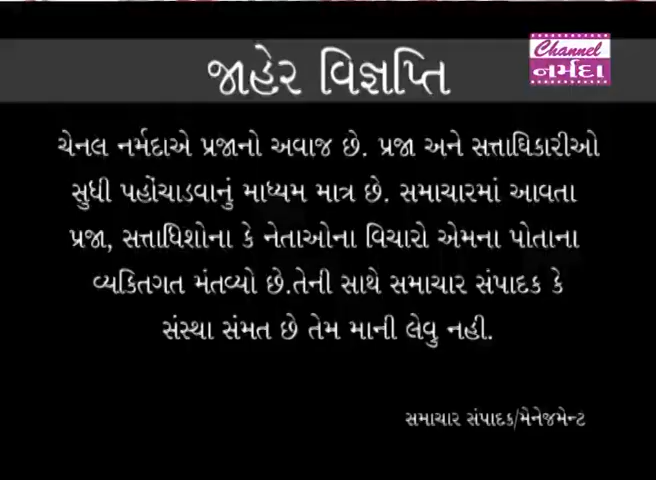 Channel
નર્મદા
જાહેર વિજ્ઞપ્તિ
ચેનલ નર્મદાએ પ્રજાનો અવાજ છે. પ્રજા અને સત્તાધિકારીઓ
સુધી પહોંચાડવાનું માધ્યમ માત્ર છે. સમાચારમાં આવતા
પ્રજા, સત્તાધિશોના કે નેતાઓના વિચારો એમના પોતાના
વ્યકિતગત મંતવ્યો છે.તેની સાથે સમાચાર સંપાદક કે
સંસ્થા સંમત છે તેમ માની લેવુ નહી.
સમાચાર સંપાદક/મેનેજમેન્ટ